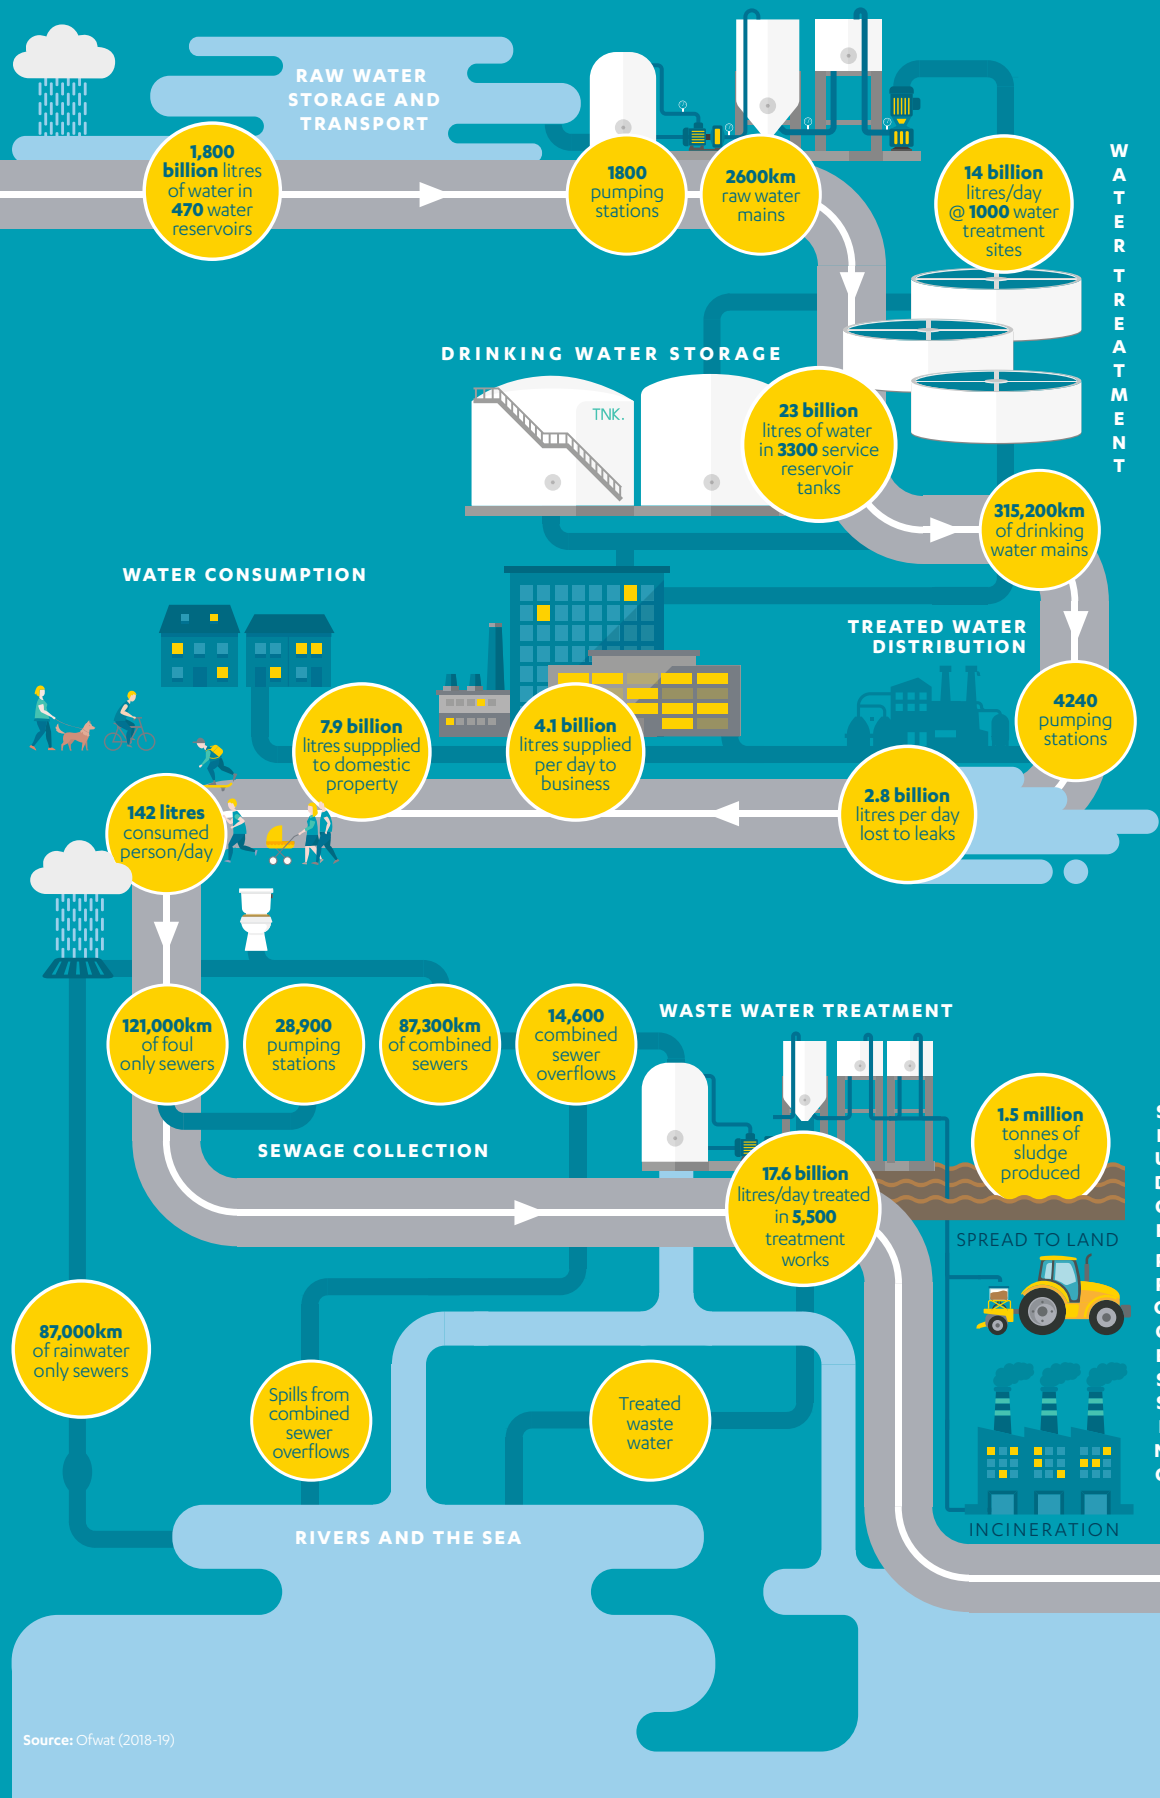 RAW WATER
STORAGE AND
TRANSPORT
1,800
billion litres
of water in
470 water
reservoirs
1800
pumping
stations
2600km
raw water
mains
14 billion
litres/day
@ 1000 water
treatment
sites
WATER TREATMENT
DRINKING WATER STORAGE
TNK.
23 billion
litres of water
in 3300 service
reservoir
tanks
315,200km
of drinking
water mains
WATER CONSUMPTION
TREATED WATER
DISTRIBUTION
4240
pumping
stations
7.9 billion
litres suppplied
to domestic
property
4.1 billion
litres supplied
per day to
business
2.8 billion
litres per day
lost to leaks
142 litres
consumed
person/day
121,000km
of foul
only sewers
28,900
pumping
stations
87,300km
of combined
sewers
14,600
combined
sewer
overflows
WASTE WATER TREATMENT
SEWAGE COLLECTION
17.6 billion
litres/day treated
in 5,500
treatment
works
1.5 million
tonnes of
sludge
produced
SPREAD TO LAND
87,000km
of rainwater
only sewers
Spills from
combined
sewer
overflows
Treated
waste
water
INCINERATION
RIVERS AND THE SEA
Source: Ofwat (2018-19)